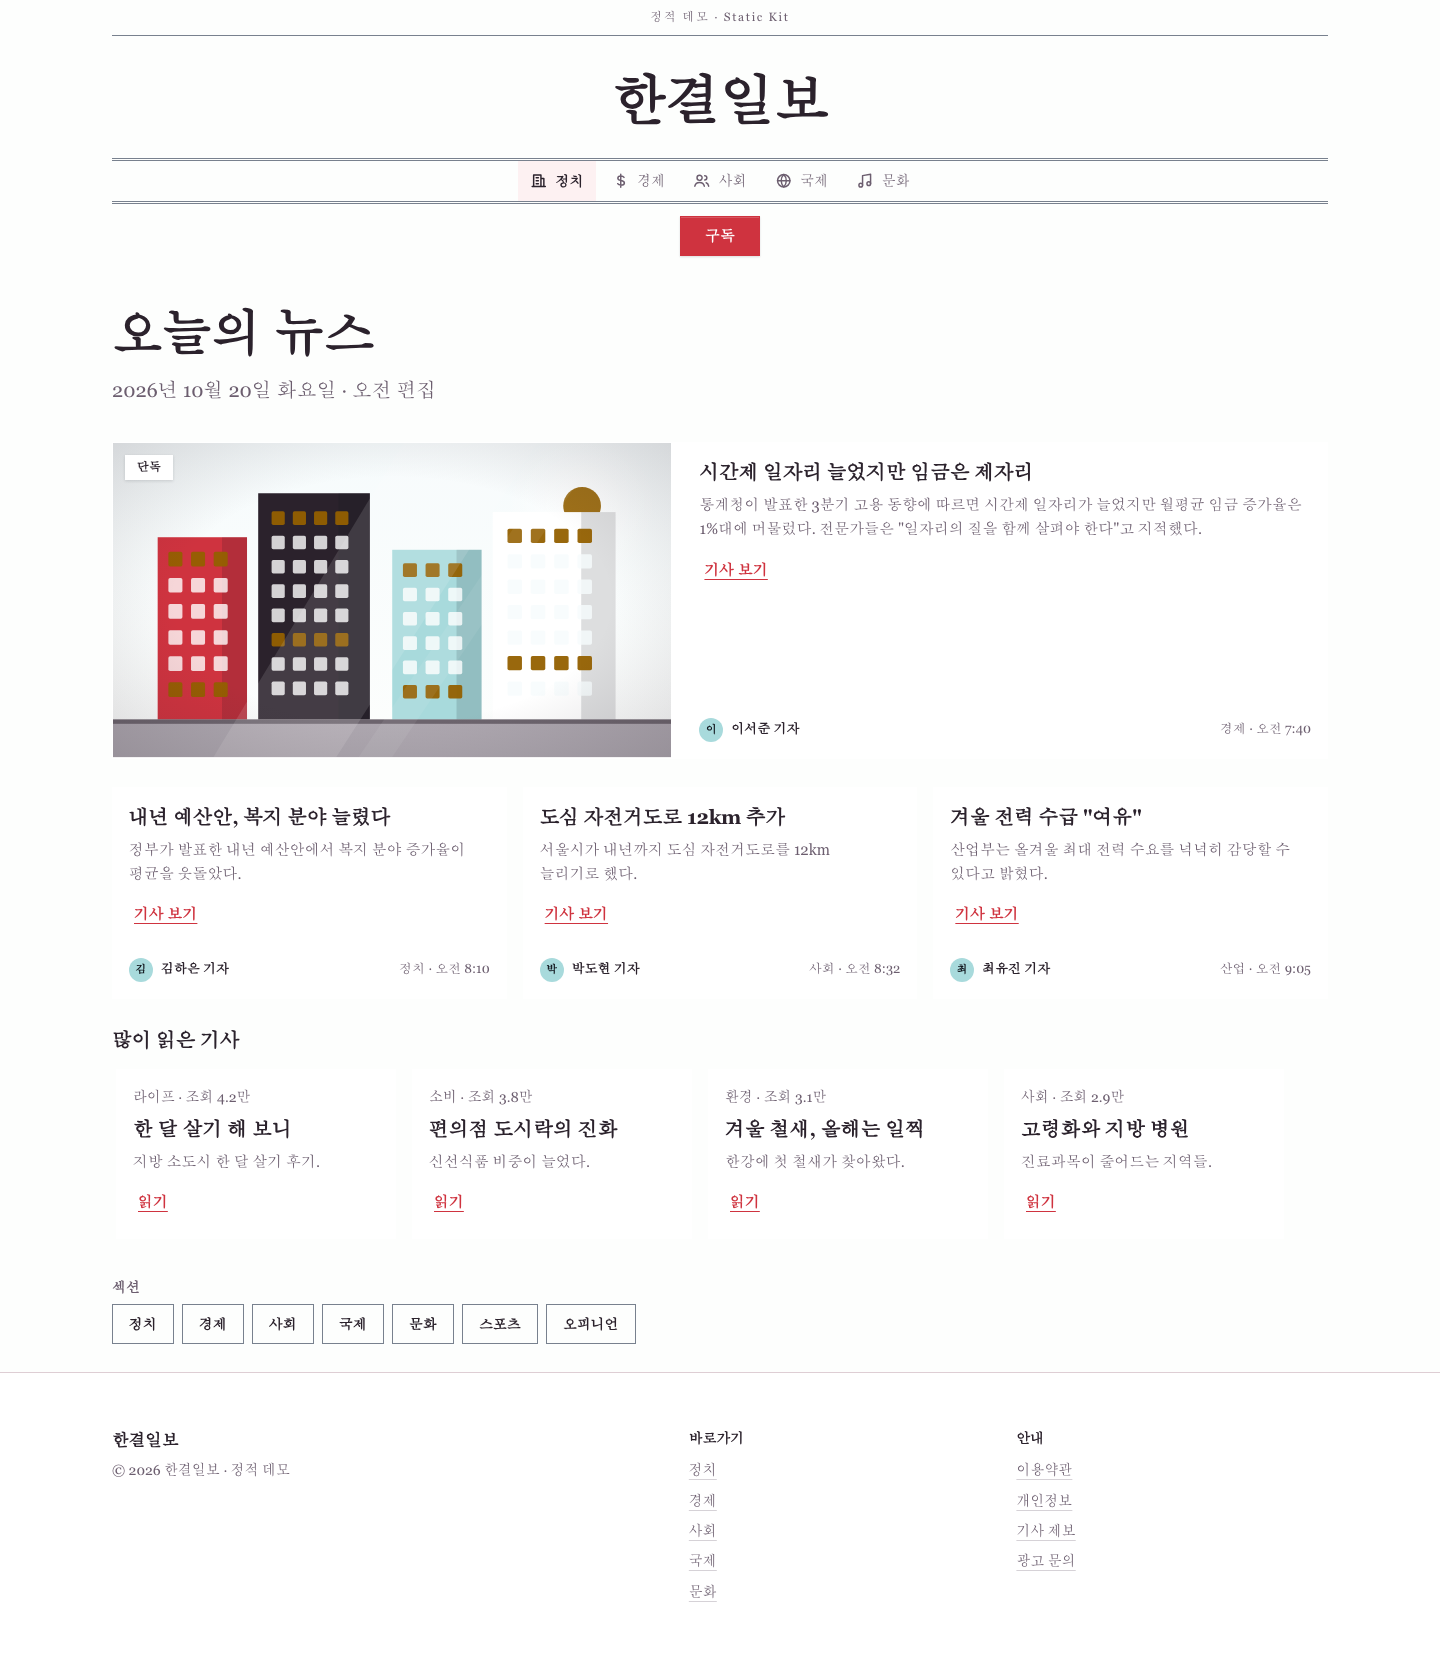 정적 데모 · Static Kit
한결일보
정치
경제
사회
국제
문화
구독
오늘의 뉴스
2026년 10월 20일 화요일 · 오전 편집
단독
시간제 일자리 늘었지만 임금은 제자리
통계청이 발표한 3분기 고용 동향에 따르면 시간제 일자리가 늘었지만 월평균 임금 증가율은
1%대에 머물렀다. 전문가들은 "일자리의 질을 함께 살펴야 한다"고 지적했다.
기사 보기
이
이서준 기자
경제 · 오전 7:40
내년 예산안, 복지 분야 늘렸다
정부가 발표한 내년 예산안에서 복지 분야 증가율이
평균을 웃돌았다.
기사 보기
김
김하은 기자
정치 · 오전 8:10
도심 자전거도로 12km 추가
서울시가 내년까지 도심 자전거도로를 12km
늘리기로 했다.
기사 보기
박
박도현 기자
사회 · 오전 8:32
겨울 전력 수급 "여유"
산업부는 올겨울 최대 전력 수요를 넉넉히 감당할 수
있다고 밝혔다.
기사 보기
최
최유진 기자
산업 · 오전 9:05
많이 읽은 기사
라이프 · 조회 4.2만
한 달 살기 해 보니
지방 소도시 한 달 살기 후기.
읽기
소비 · 조회 3.8만
편의점 도시락의 진화
신선식품 비중이 늘었다.
읽기
환경 · 조회 3.1만
겨울 철새, 올해는 일찍
한강에 첫 철새가 찾아왔다.
읽기
사회 · 조회 2.9만
고령화와 지방 병원
진료과목이 줄어드는 지역들.
읽기
섹션
정치
경제
사회
국제
문화
스포츠
오피니언
한결일보
© 2026 한결일보 · 정적 데모
바로가기
정치
경제
사회
국제
문화
안내
이용약관
개인정보
기사 제보
광고 문의